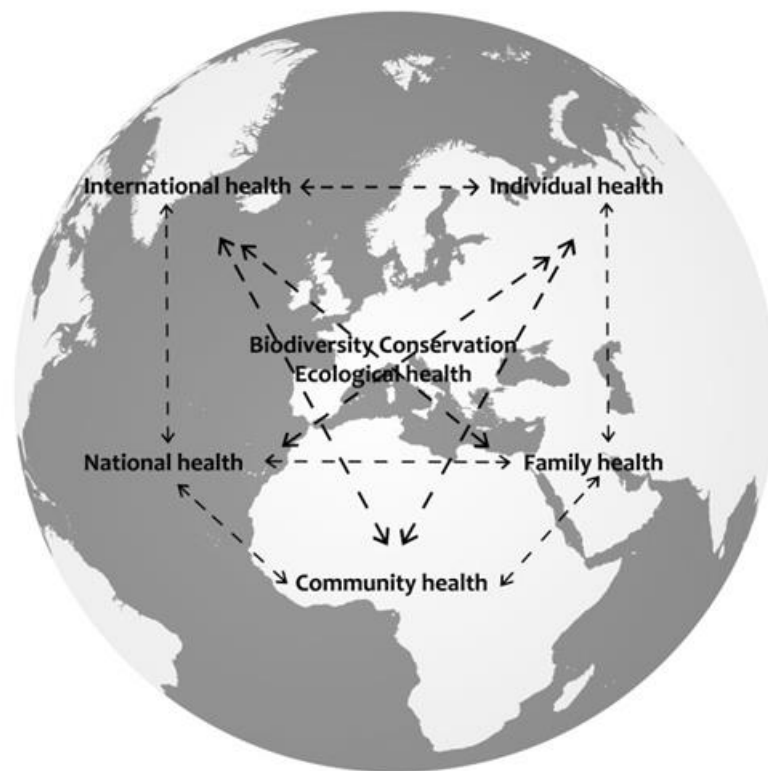 International health
Individual health
Biodiversity Conservation
Ecological health
National health
Family health
Community health